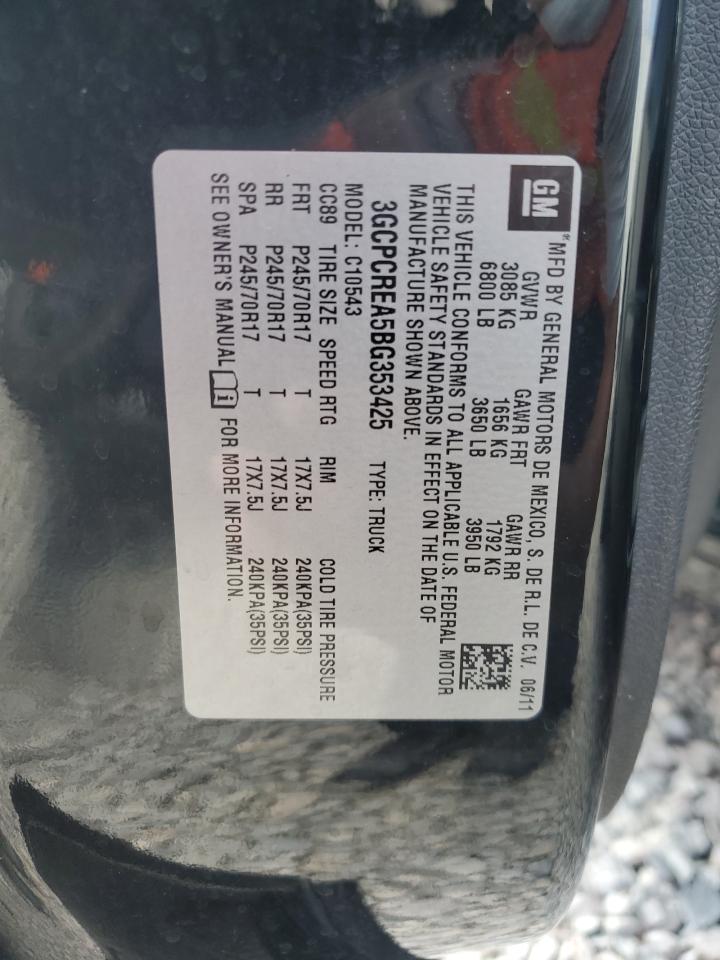 GM ® MFD BY GENERAL MOTORS DE MEXICO, S. DE R.L. DE C.V. 06/11
GVWR GAWR FRT GAWR RR
3085 KG 1656 KG 1792 KG
6800 LB 3650 LB 3950 LB
THIS VEHICLE CONFORMS TO ALL APPLICABLE U.S. FEDERAL MOTOR
VEHICLE SAFETY STANDARDS IN EFFECT ON THE DATE OF
MANUFACTURE SHOWN ABOVE.
3GCPCREA5BG353425 TYPE: TRUCK
MODEL: C10543
CC89 TIRE SIZE SPEED RTG RIM COLD TIRE PRESSURE
FRT P245/70R17 T 17X7.5J 240KPA(35PSI)
RR P245/70R17 T 17X7.5J 240KPA(35PSI)
SPA P245/70R17 T 17X7.5J 240KPA(35PSI)
SEE OWNER'S MANUAL i FOR MORE INFORMATION.